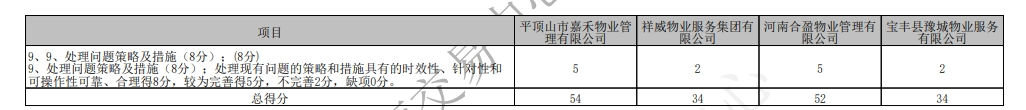 项目 平顶山市嘉禾物业管理有限公司 祥威物业服务集团有限公司 河南合盈物业管理有限公司 宝丰县豫城物业服务有限公司
9、9、处理问题策略及措施（8分）；(8分)
9、处理问题策略及措施（8分）；处理现有问题的策略和措施具有的时效性、针对性和
可操作性可靠、合理得8分，较为完善得5分，不完善2分，缺项0分。 5 2 5 2
总得分 54 34 52 34
交易中心